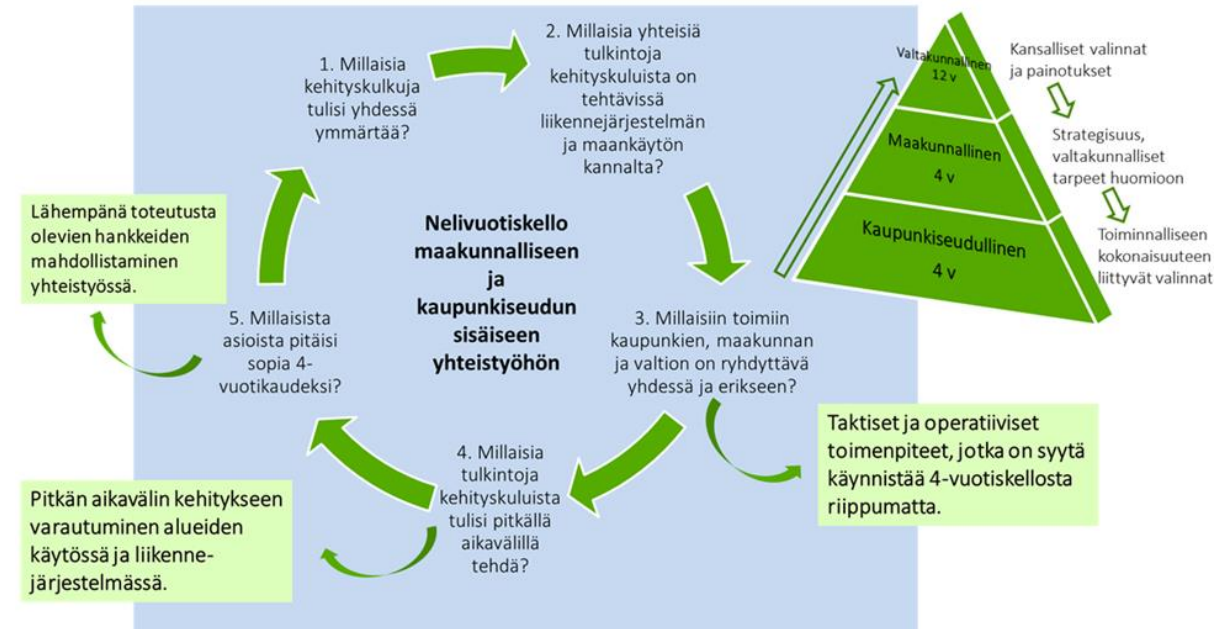 1. Millaisia
kehityskulkuja
tulisi yhdessä
ymmärtää?
2. Millaisia yhteisiä
tulkintoja
kehityskuluista on
tehtävissä
liikennejärjestelmän
ja maankäytön
kannalta?
Valtakunnallinen
12 v
Maakunnallinen
4 v
Kaupunkiseudullinen
4 v
Kansalliset valinnat
ja painotukset
Strategisuus,
valtakunnalliset
tarpeet huomioon
Toiminnalliseen
kokonaisuuteen
liittyvät valinnat
Lähempänä toteutusta
olevien hankkeiden
mahdollistaminen
yhteistyössä.
Nelivuotiskello
maakunnalliseen
ja
kaupunkiseudun
sisäiseen
yhteistyöhön
5. Millaisista
asioista pitäisi
sopia 4-
vuotikaudeksi?
3. Millaisiin toimiin
kaupunkien, maakunnan
ja valtion on ryhdyttävä
yhdessä ja erikseen?
4. Millaisia
tulkintoja
kehityskuluista
tulisi pitkällä
aikavälillä
tehdä?
Taktiset ja operatiiviset
toimenpiteet, jotka on syytä
käynnistää 4-vuotiskellosta
riippumatta.
Pitkän aikavälin kehitykseen
varautuminen alueiden
käytössä ja liikenne-
järjestelmässä.